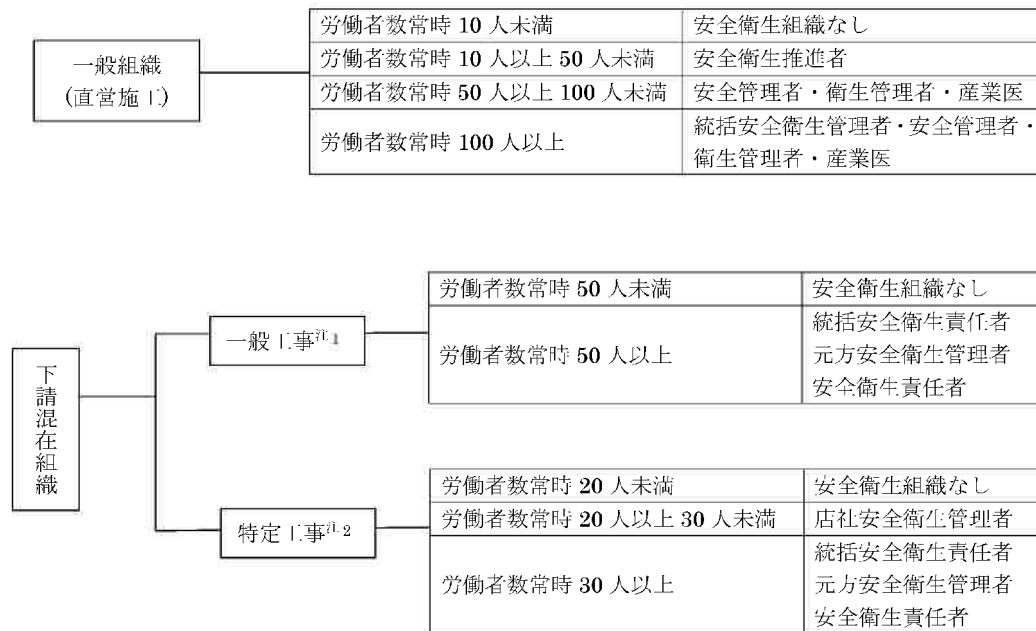 一般組織
(直営施工)
労働者数常時 10 人未満 安全衛生組織なし
労働者数常時 10 人以上 50 人未満 安全衛生推進者
労働者数常時 50 人以上 100 人未満 安全管理者・衛生管理者・産業医
労働者数常時 100 人以上
統括安全衛生管理者・安全管理者・
衛生管理者・産業医
下請混在組織
一般工事注1
労働者数常時 50 人未満 安全衛生組織なし
労働者数常時 50 人以上
統括安全衛生責任者
元方安全衛生管理者
安全衛生責任者
特定工事注2
労働者数常時 20 人未満 安全衛生組織なし
労働者数常時 20 人以上 30 人未満 店社安全衛生管理者
労働者数常時 30 人以上
統括安全衛生責任者
元方安全衛生管理者
安全衛生責任者